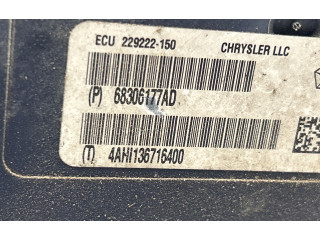 ECU 229222-150 CHRYSLER LLC
(P) 68306177AD
(T) 4AHI136716400